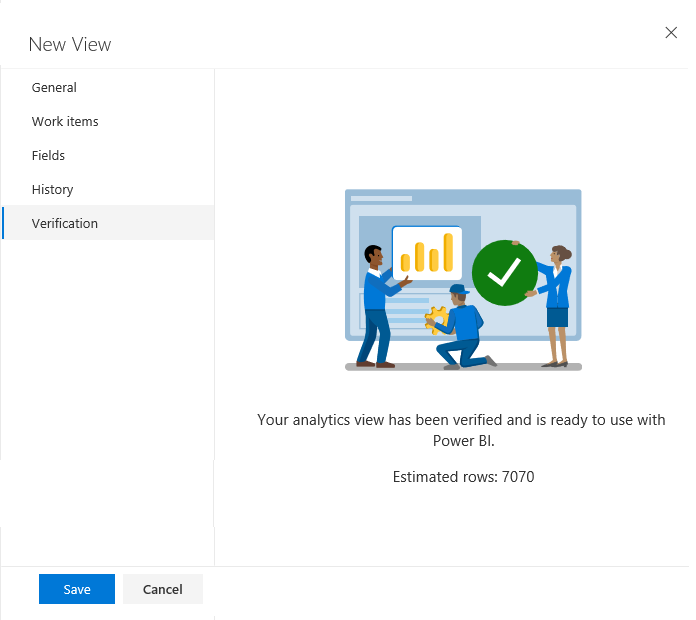 New View
General
Work items
Fields
History
Verification
Your analytics view has been verified and is ready to use with
Power BI.
Estimated rows: 7070
Save
Cancel